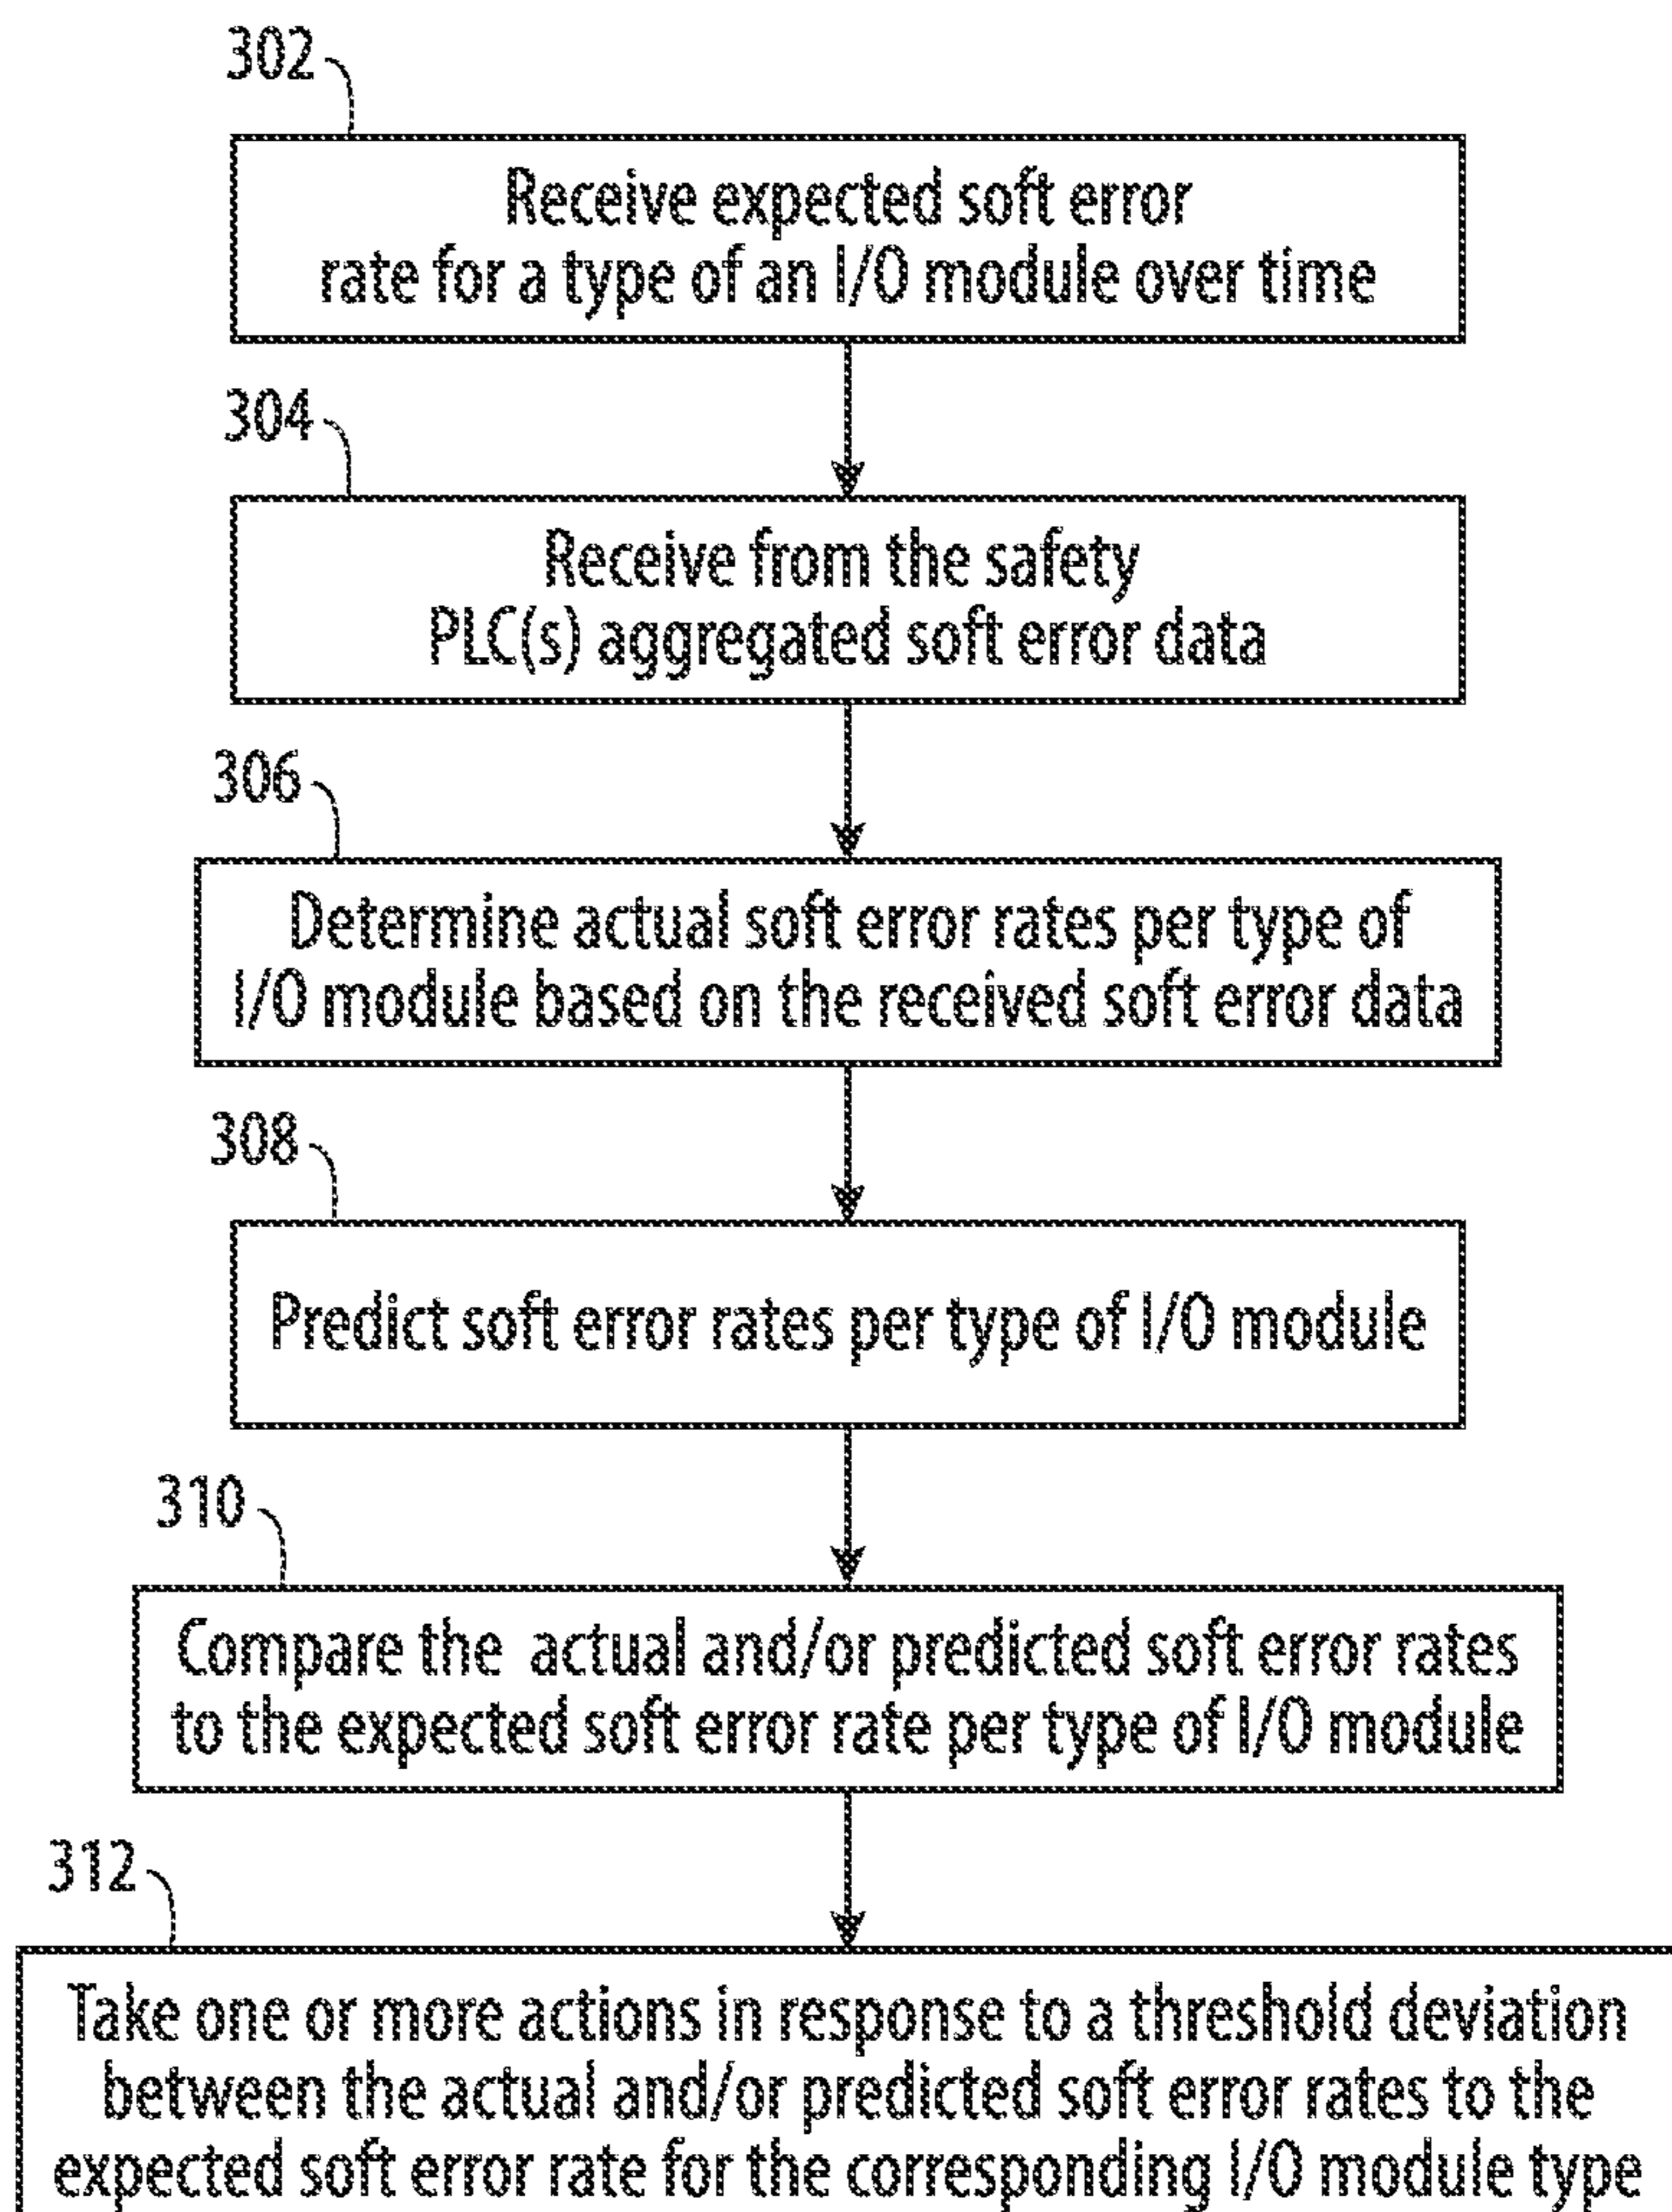 302
Receive expected soft error
rate for a type of an I/O module over time
304
Receive from the safety
PLC(s) aggregated soft error data
306
Determine actual soft error rates per type of
I/O module based on the received soft error data
308
Predict soft error rates per type of I/O module
310
Compare the actual and/or predicted soft error rates
to the expected soft error rate per type of I/O module
312
Take one or more actions in response to a threshold deviation
between the actual and/or predicted soft error rates to the
expected soft error rate for the corresponding I/O module type